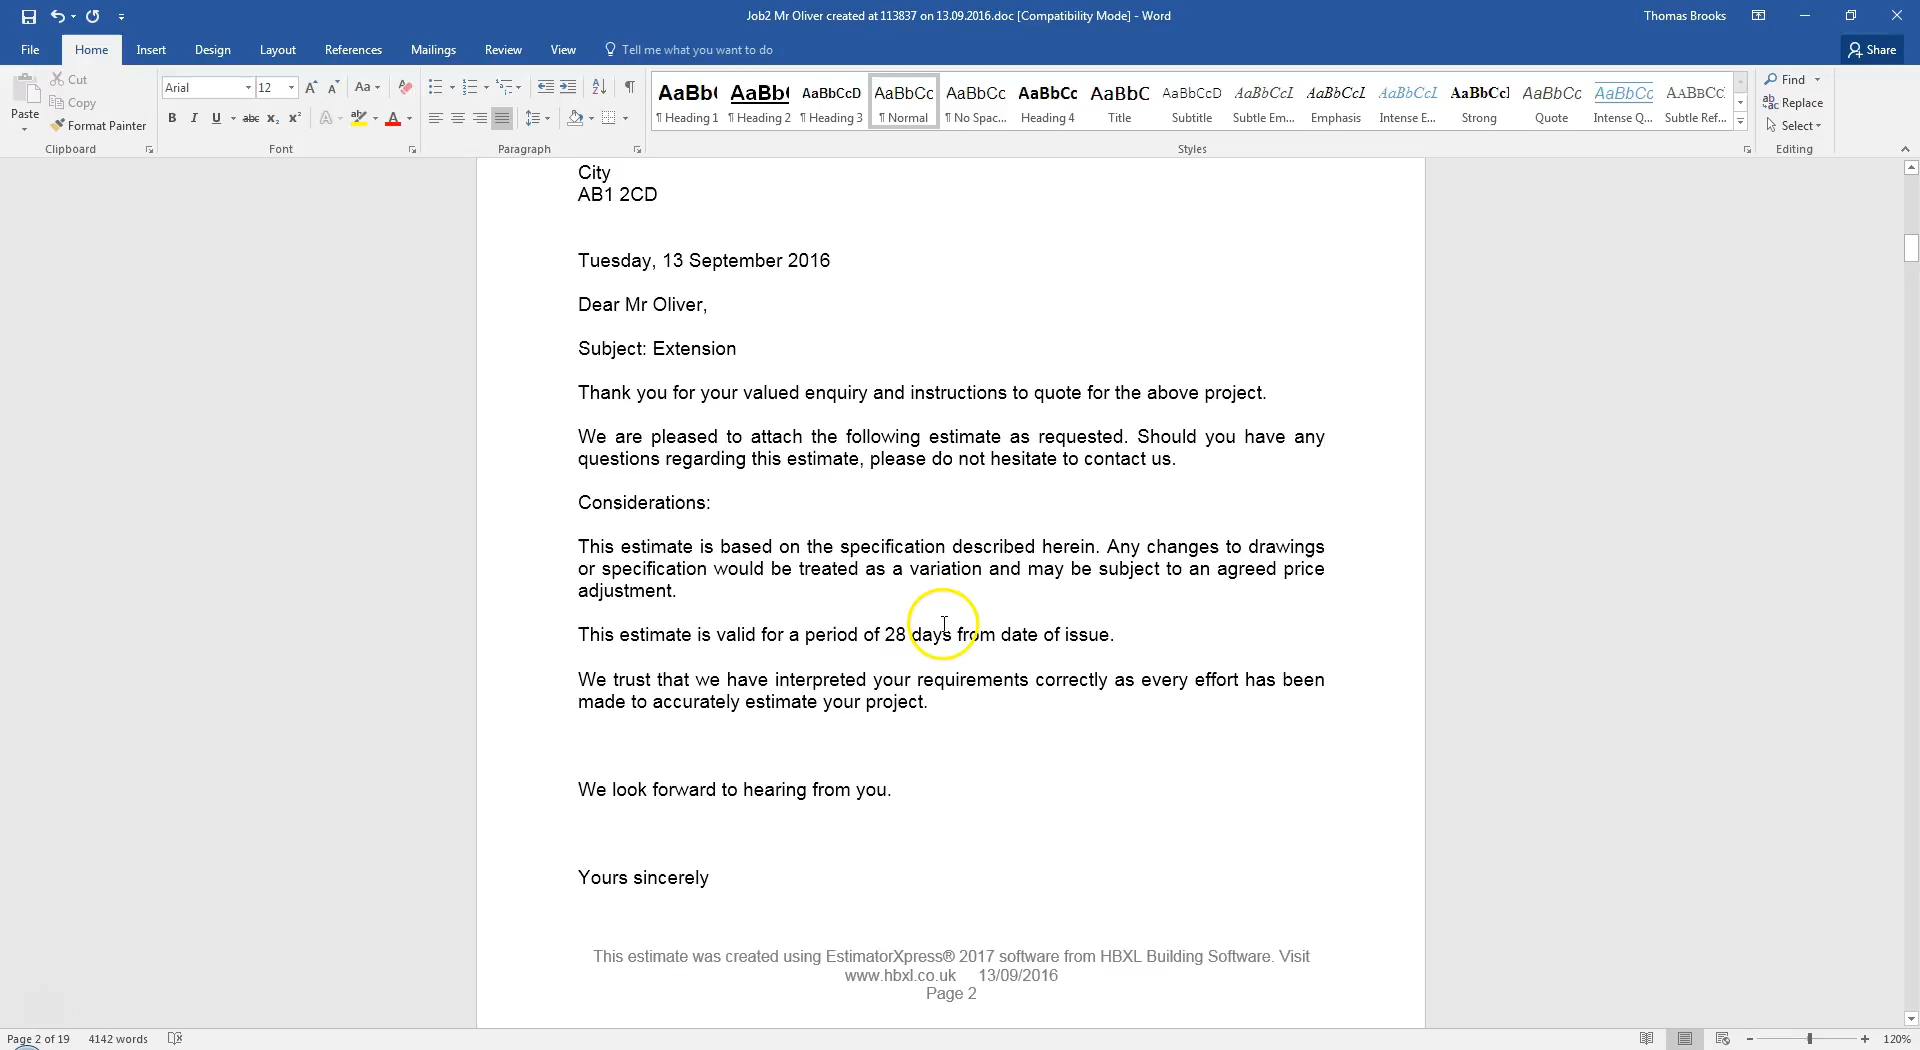 Job2 Mr Oliver created at 113837 on 13.09.2016.doc [Compatibility Mode] - Word
Thomas Brooks
File Home Insert Design Layout References Mailings Review View Tell me what you want to do
Share
Paste
Cut
Copy
Format Painter
Clipboard
Arial 12
Font
Paragraph
AaBb( AaBb( AaBbCcD AaBbCc AaBbCc AaBbCc AaBbC AaBbCcD AaBbCcI AaBbCcI AaBbCcI AaBbCcI AaBbCc AaBbCc AABBCC
¶ Heading 1 ¶ Heading 2 ¶ Heading 3 ¶ Normal ¶ No Spac... Heading 4 Title Subtitle Subtle Em... Emphasis Intense E... Strong Quote Intense Q... Subtle Ref...
Styles
Find
Replace
Select
Editing
City
AB1 2CD
Tuesday, 13 September 2016
Dear Mr Oliver,
Subject: Extension
Thank you for your valued enquiry and instructions to quote for the above project.
We are pleased to attach the following estimate as requested. Should you have any
questions regarding this estimate, please do not hesitate to contact us.
Considerations:
This estimate is based on the specification described herein. Any changes to drawings
or specification would be treated as a variation and may be subject to an agreed price
adjustment.
This estimate is valid for a period of 28 days from date of issue.
We trust that we have interpreted your requirements correctly as every effort has been
made to accurately estimate your project.
We look forward to hearing from you.
Yours sincerely
This estimate was created using EstimatorXpress® 2017 software from HBXL Building Software. Visit
www.hbxl.co.uk 13/09/2016
Page 2
Page 2 of 19 4142 words
120%